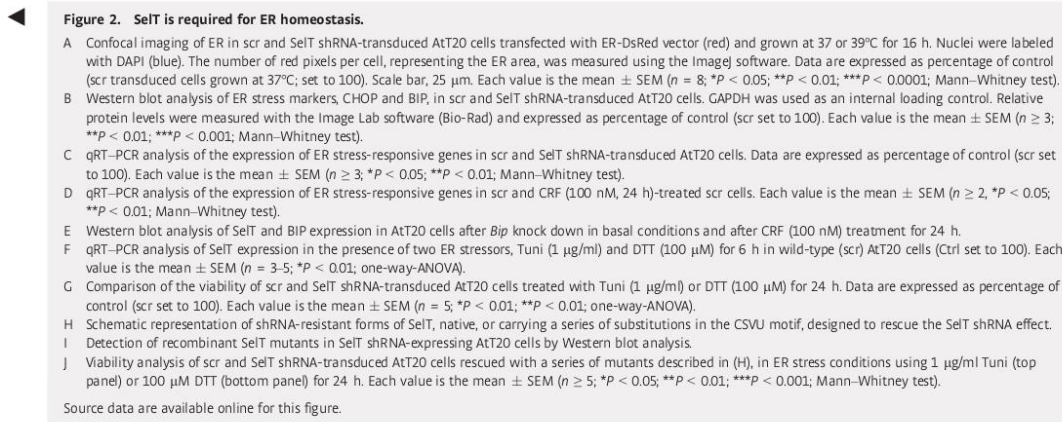 Figure 2. SelT is required for ER homeostasis.
A Confocal imaging of ER in scr and SelT shRNA-transduced AtT20 cells transfected with ER-DsRed vector (red) and grown at 37 or 39°C for 16 h. Nuclei were labeled
with DAPI (blue). The number of red pixels per cell, representing the ER area, was measured using the ImageJ software. Data are expressed as percentage of control
(scr transduced cells grown at 37°C; set to 100). Scale bar, 25 μm. Each value is the mean ± SEM (n = 8; *P < 0.05; **P < 0.01; ***P < 0.0001; Mann–Whitney test).
B Western blot analysis of ER stress markers, CHOP and BIP, in scr and SelT shRNA-transduced AtT20 cells. GAPDH was used as an internal loading control. Relative
protein levels were measured with the Image Lab software (Bio-Rad) and expressed as percentage of control (scr set to 100). Each value is the mean ± SEM (n ≥ 3;
**P < 0.01; ***P < 0.001; Mann–Whitney test).
C qRT–PCR analysis of the expression of ER stress-responsive genes in scr and SelT shRNA-transduced AtT20 cells. Data are expressed as percentage of control (scr set
to 100). Each value is the mean ± SEM (n ≥ 3; *P < 0.05; **P < 0.01; Mann–Whitney test).
D qRT–PCR analysis of the expression of ER stress-responsive genes in scr and CRF (100 nM, 24 h)-treated scr cells. Each value is the mean ± SEM (n ≥ 2, *P < 0.05;
**P < 0.01; Mann–Whitney test).
E Western blot analysis of SelT and BIP expression in AtT20 cells after Bip knock down in basal conditions and after CRF (100 nM) treatment for 24 h.
F qRT–PCR analysis of SelT expression in the presence of two ER stressors, Tuni (1 μg/ml) and DTT (100 μM) for 6 h in wild-type (scr) AtT20 cells (Ctrl set to 100). Each
value is the mean ± SEM (n = 3–5; *P < 0.01; one-way-ANOVA).
G Comparison of the viability of scr and SelT shRNA-transduced AtT20 cells treated with Tuni (1 μg/ml) or DTT (100 μM) for 24 h. Data are expressed as percentage of
control (scr set to 100). Each value is the mean ± SEM (n = 5; *P < 0.01; **P < 0.01; one-way-ANOVA).
H Schematic representation of shRNA-resistant forms of SelT, native, or carrying a series of substitutions in the CSVU motif, designed to rescue the SelT shRNA effect.
I Detection of recombinant SelT mutants in SelT shRNA-expressing AtT20 cells by Western blot analysis.
J Viability analysis of scr and SelT shRNA-transduced AtT20 cells rescued with a series of mutants described in (H), in ER stress conditions using 1 μg/ml Tuni (top
panel) or 100 μM DTT (bottom panel) for 24 h. Each value is the mean ± SEM (n ≥ 5; *P < 0.05; **P < 0.01; ***P < 0.001; Mann–Whitney test).
Source data are available online for this figure.